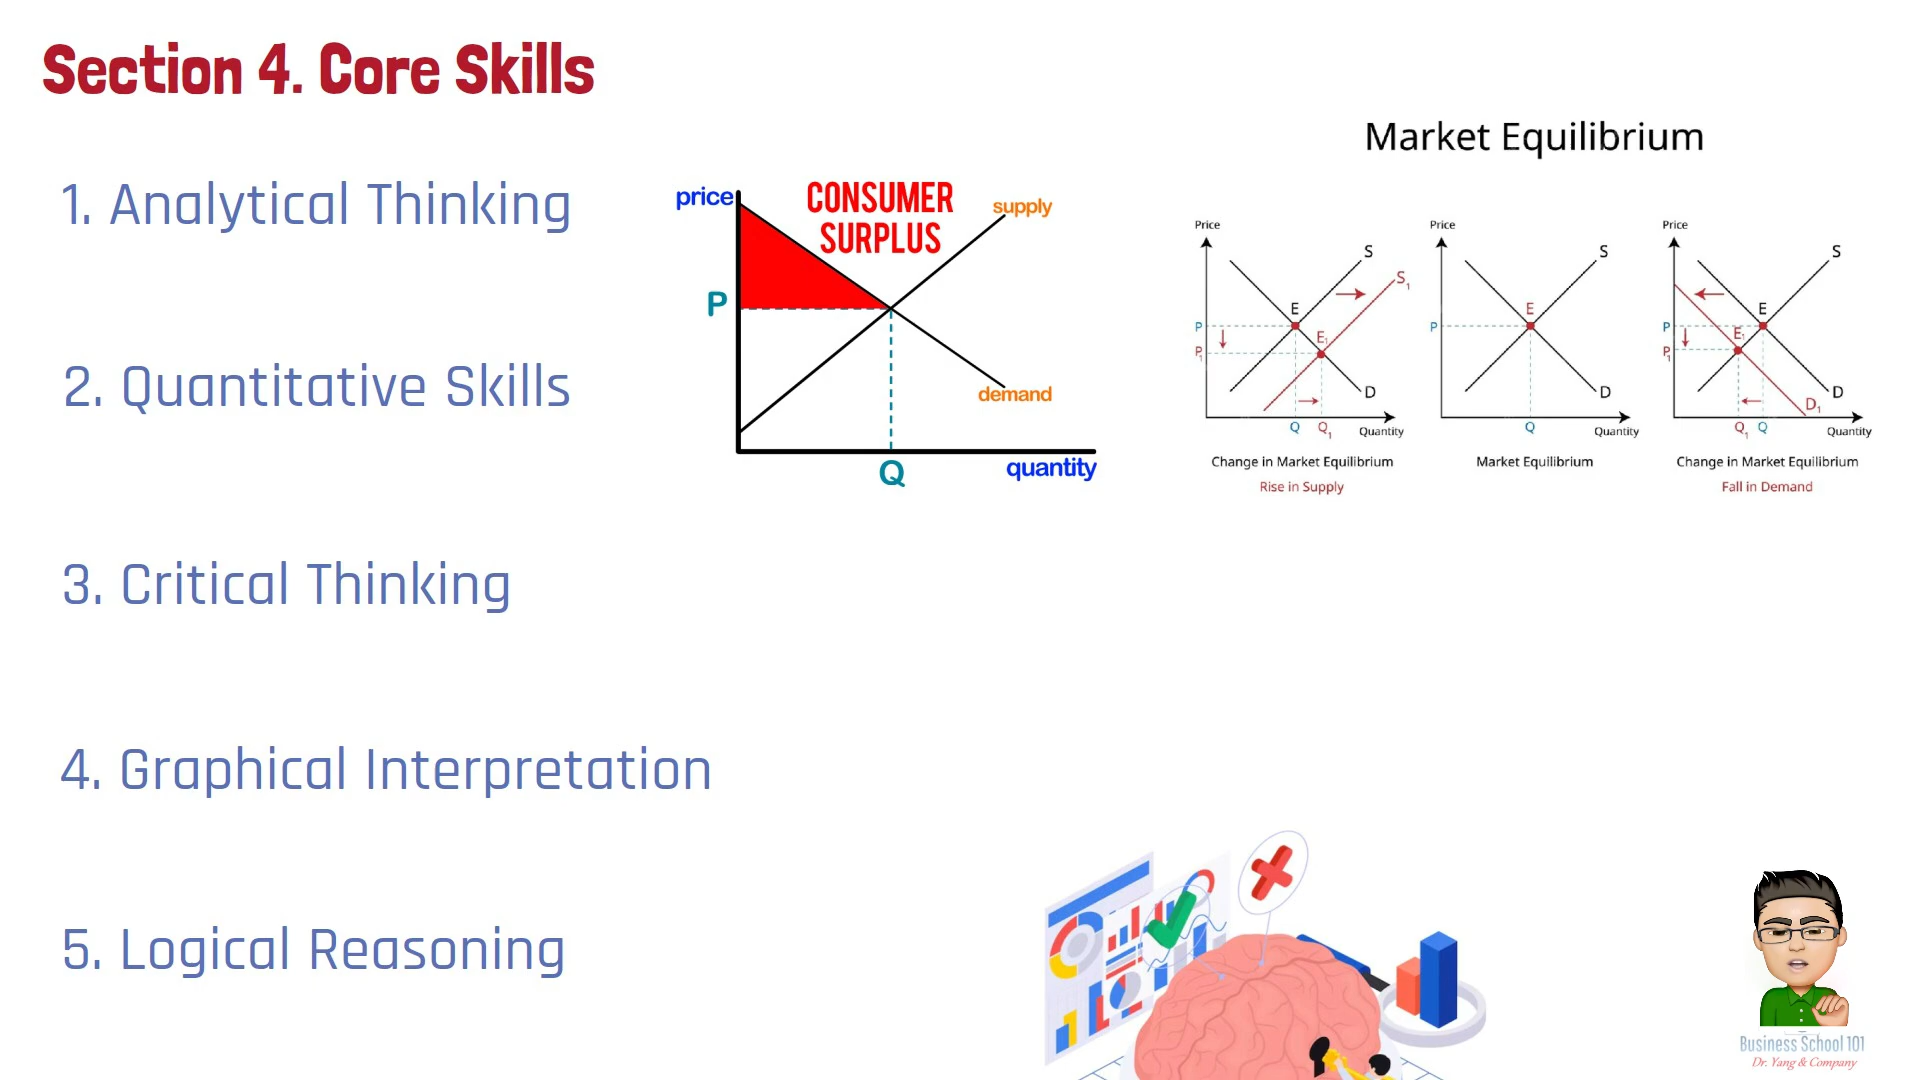 Section 4. Core Skills
1. Analytical Thinking
2. Quantitative Skills
3. Critical Thinking
4. Graphical Interpretation
5. Logical Reasoning
price
CONSUMER
SURPLUS
supply
P
demand
Q
quantity
Market Equilibrium
Price
S
S1
E
P
E1
P1
D
Q
Q1
Quantity
Change in Market Equilibrium
Rise in Supply
Price
S
E
P
D
Q
Quantity
Market Equilibrium
Price
S
E
P
E1
P1
D
D1
Q1
Q
Quantity
Change in Market Equilibrium
Fall in Demand
Business School 101
Dr. Yang & Company